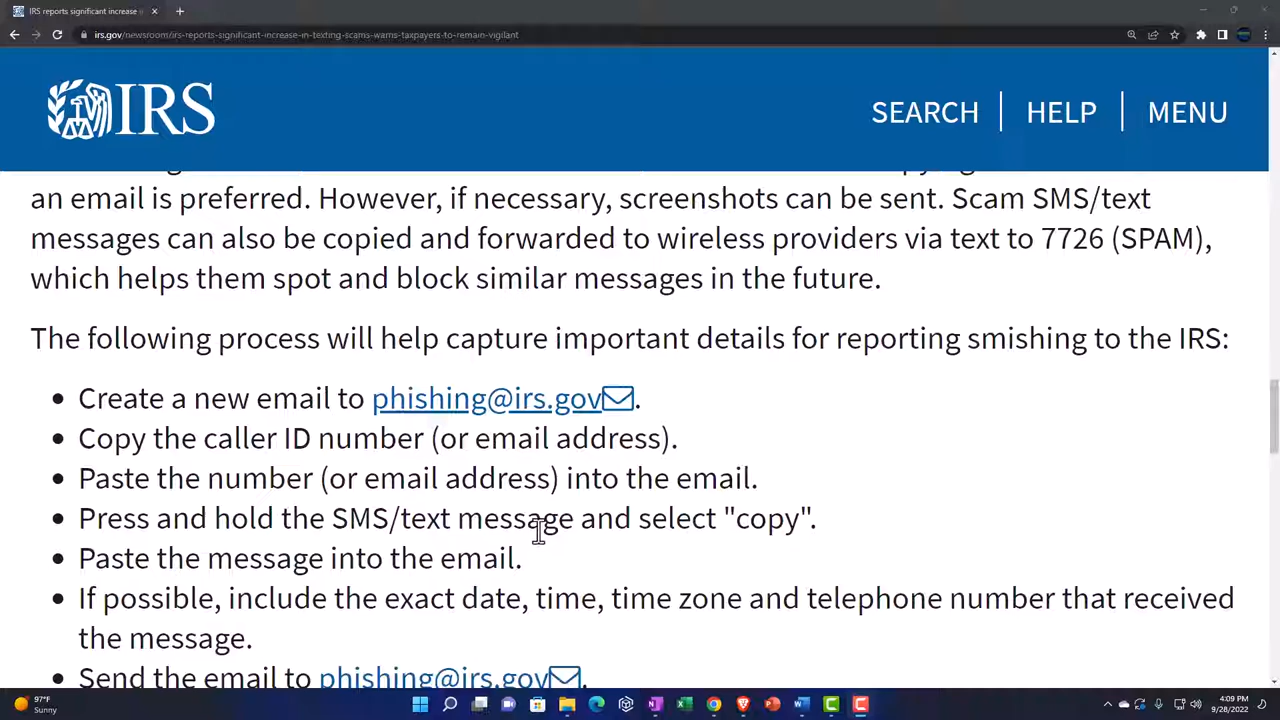 IRS reports significant increase i
irs.gov/newsroom/irs-reports-significant-increase-in-texting-scams-warns-taxpayers-to-remain-vigilant
IRS
SEARCH | HELP | MENU
an email is preferred. However, if necessary, screenshots can be sent. Scam SMS/text
messages can also be copied and forwarded to wireless providers via text to 7726 (SPAM),
which helps them spot and block similar messages in the future.
The following process will help capture important details for reporting smishing to the IRS:
• Create a new email to phishing@irs.gov.
• Copy the caller ID number (or email address).
• Paste the number (or email address) into the email.
• Press and hold the SMS/text message and select "copy".
• Paste the message into the email.
• If possible, include the exact date, time, time zone and telephone number that received
the message.
• Send the email to phishing@irs.gov.
97°F
Sunny
4:09 PM
9/28/2022